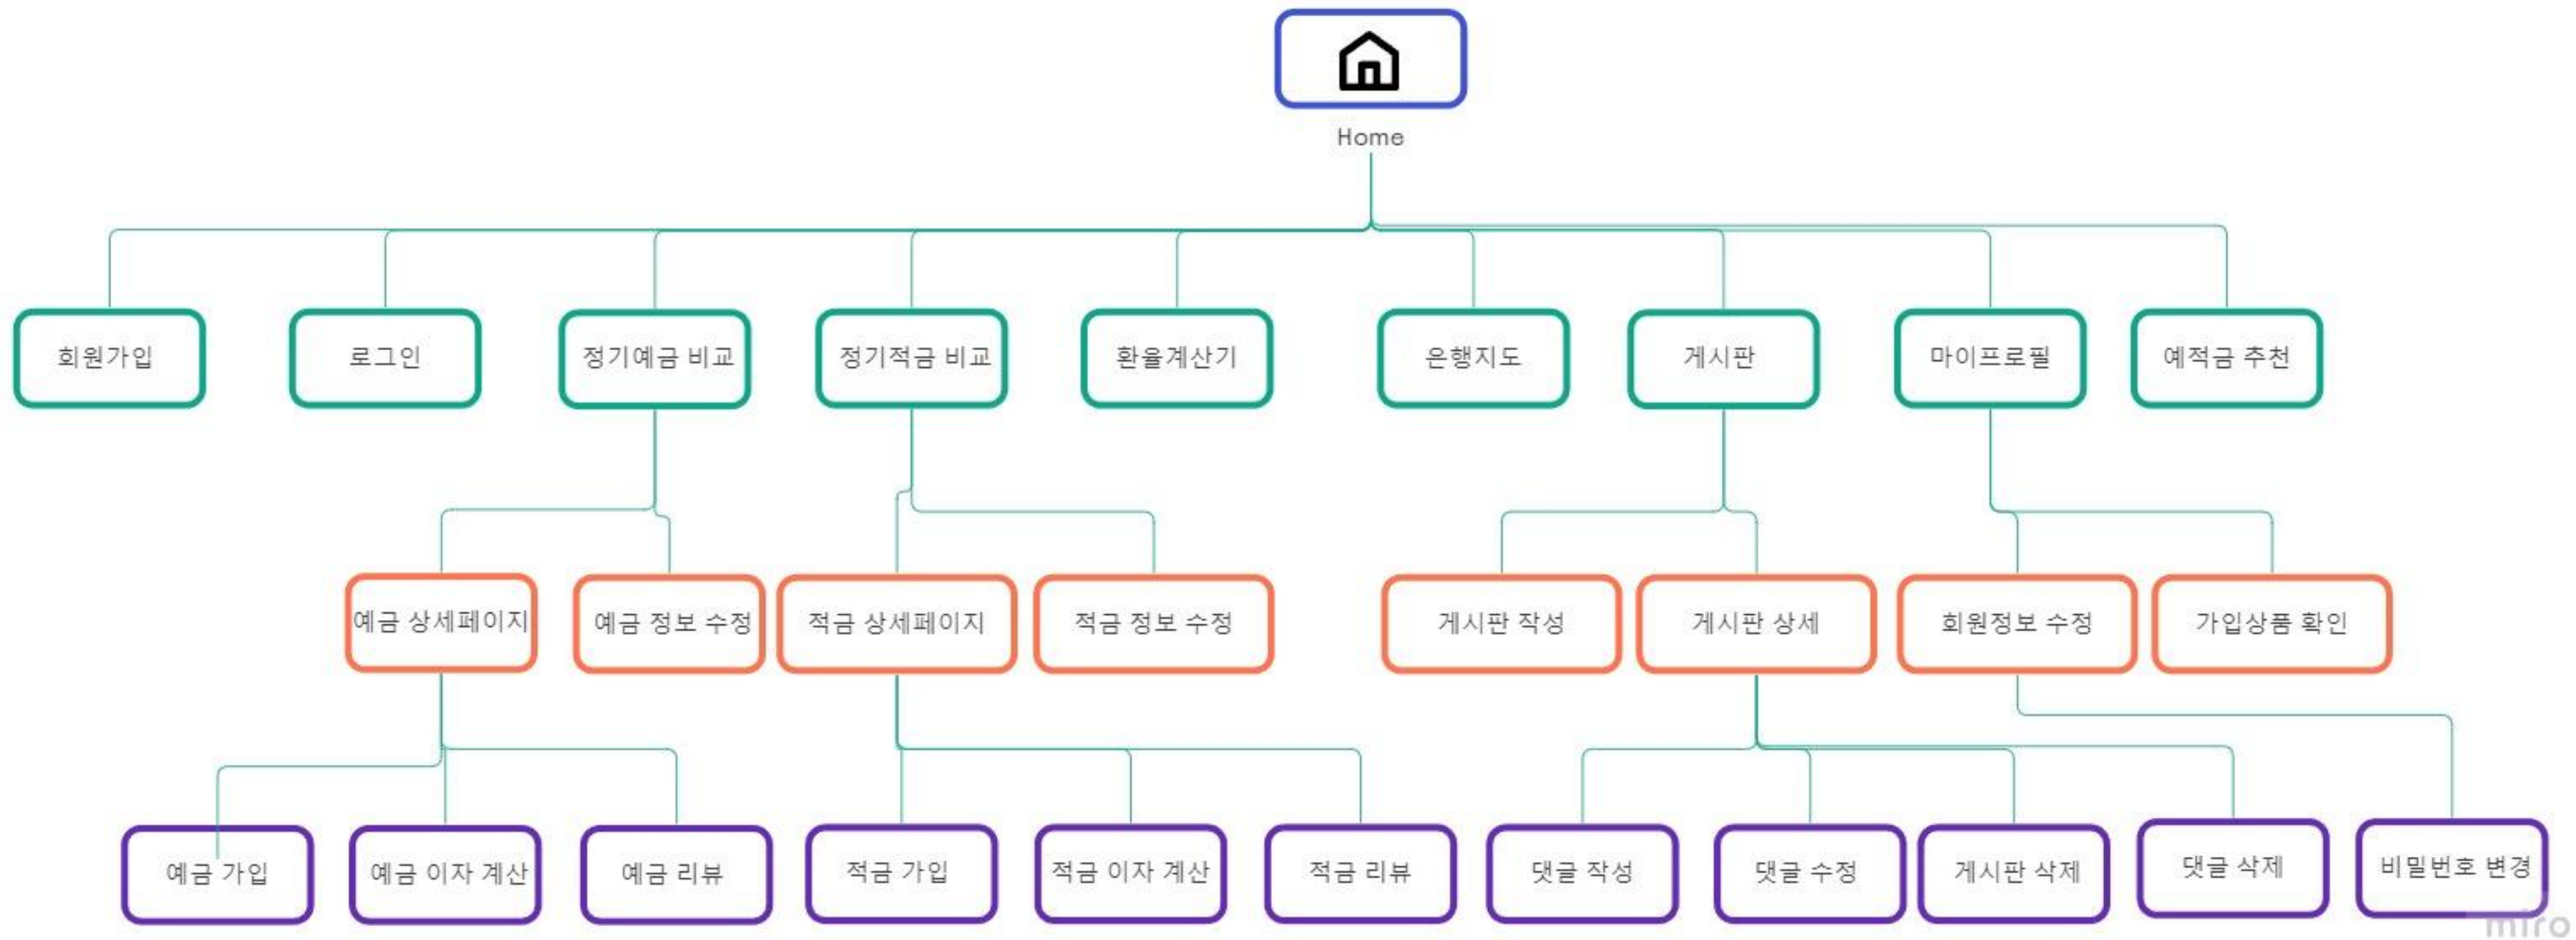 Home
회원가입
로그인
정기예금 비교
정기적금 비교
환율계산기
은행지도
게시판
마이프로필
예적금 추천
예금 상세페이지
예금 정보 수정
적금 상세페이지
적금 정보 수정
게시판 작성
게시판 상세
회원정보 수정
가입상품 확인
예금 가입
예금 이자 계산
예금 리뷰
적금 가입
적금 이자 계산
적금 리뷰
댓글 작성
댓글 수정
게시판 삭제
댓글 삭제
비밀번호 변경
miro